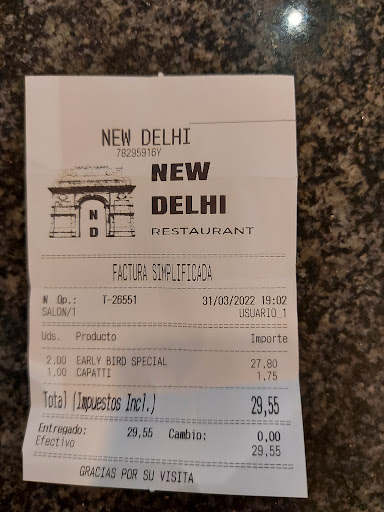 NEW DELHI
78295916Y
NEW
DELHI
RESTAURANT
N
D
FACTURA SIMPLIFICADA
N Op.: T-26551 31/03/2022 19:02
SALON/1 USUARIO_1
Uds. Producto Importe
2.00 EARLY BIRD SPECIAL 27,80
1,00 CAPATTI 1,75
Total (Impuestos Incl.) 29,55
Entregado: 29,55 Cambio: 0,00
Efectivo 29,55
GRACIAS POR SU VISITA